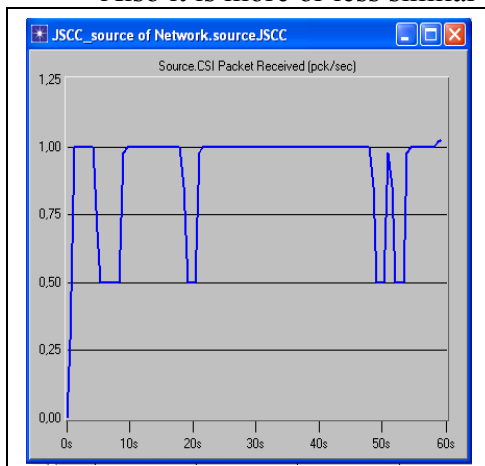 JSCC_source of Network.sourceJSCC
Source.CSI Packet Received (pck/sec)
1,25
1,00
0,75
0,50
0,25
0,00
0s 10s 20s 30s 40s 50s 60s